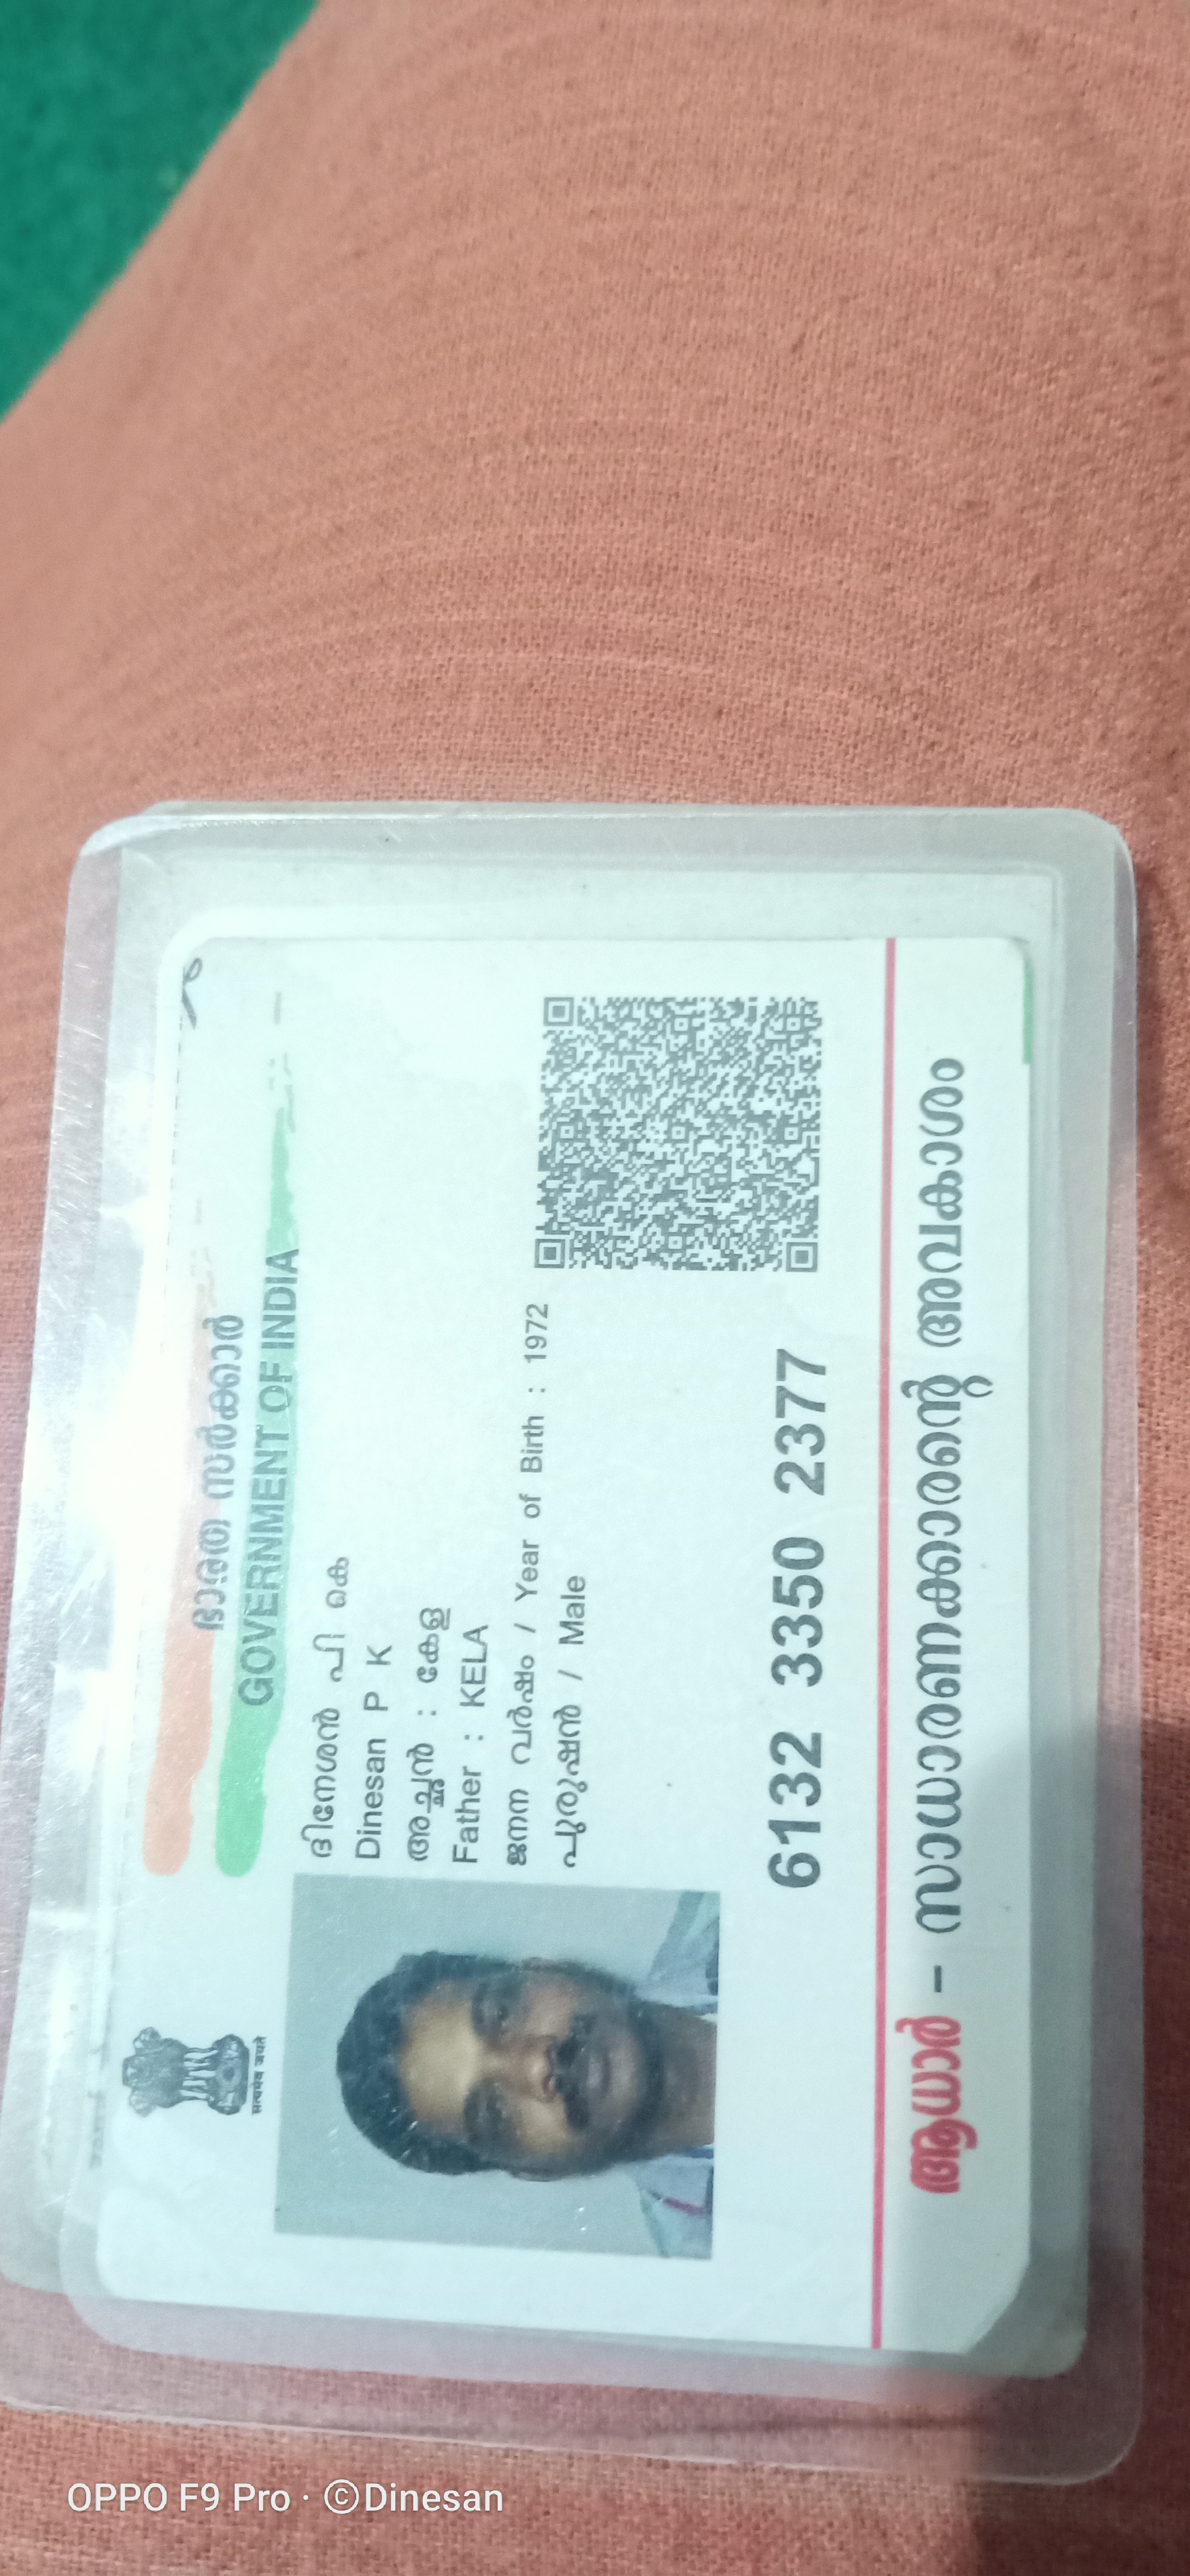 ഭാരത സർക്കാർ
GOVERNMENT OF INDIA
सत्यमेव जयते
ദിനേശൻ പി കെ
Dinesan P K
അച്ഛൻ : കേള
Father : KELA
ജനന വർഷം / Year of Birth : 1972
പുരുഷൻ / Male
6132 3350 2377
ആധാർ - സാധാരണക്കാരന്റെ അവകാശം
OPPO F9 Pro · ©Dinesan